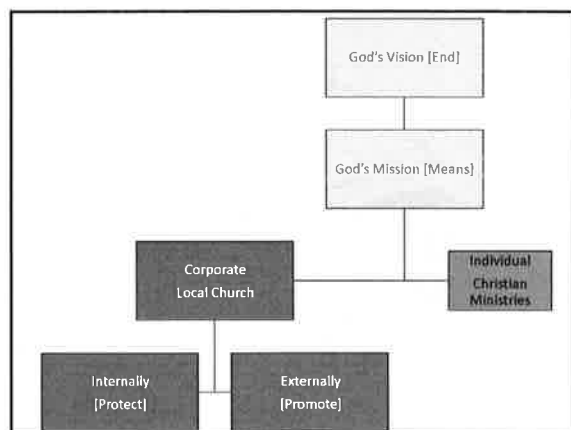 God's Vision [End]
God's Mission [Means]
Corporate
Local Church
Individual
Christian
Ministries
Internally
[Protect]
Externally
[Promote]